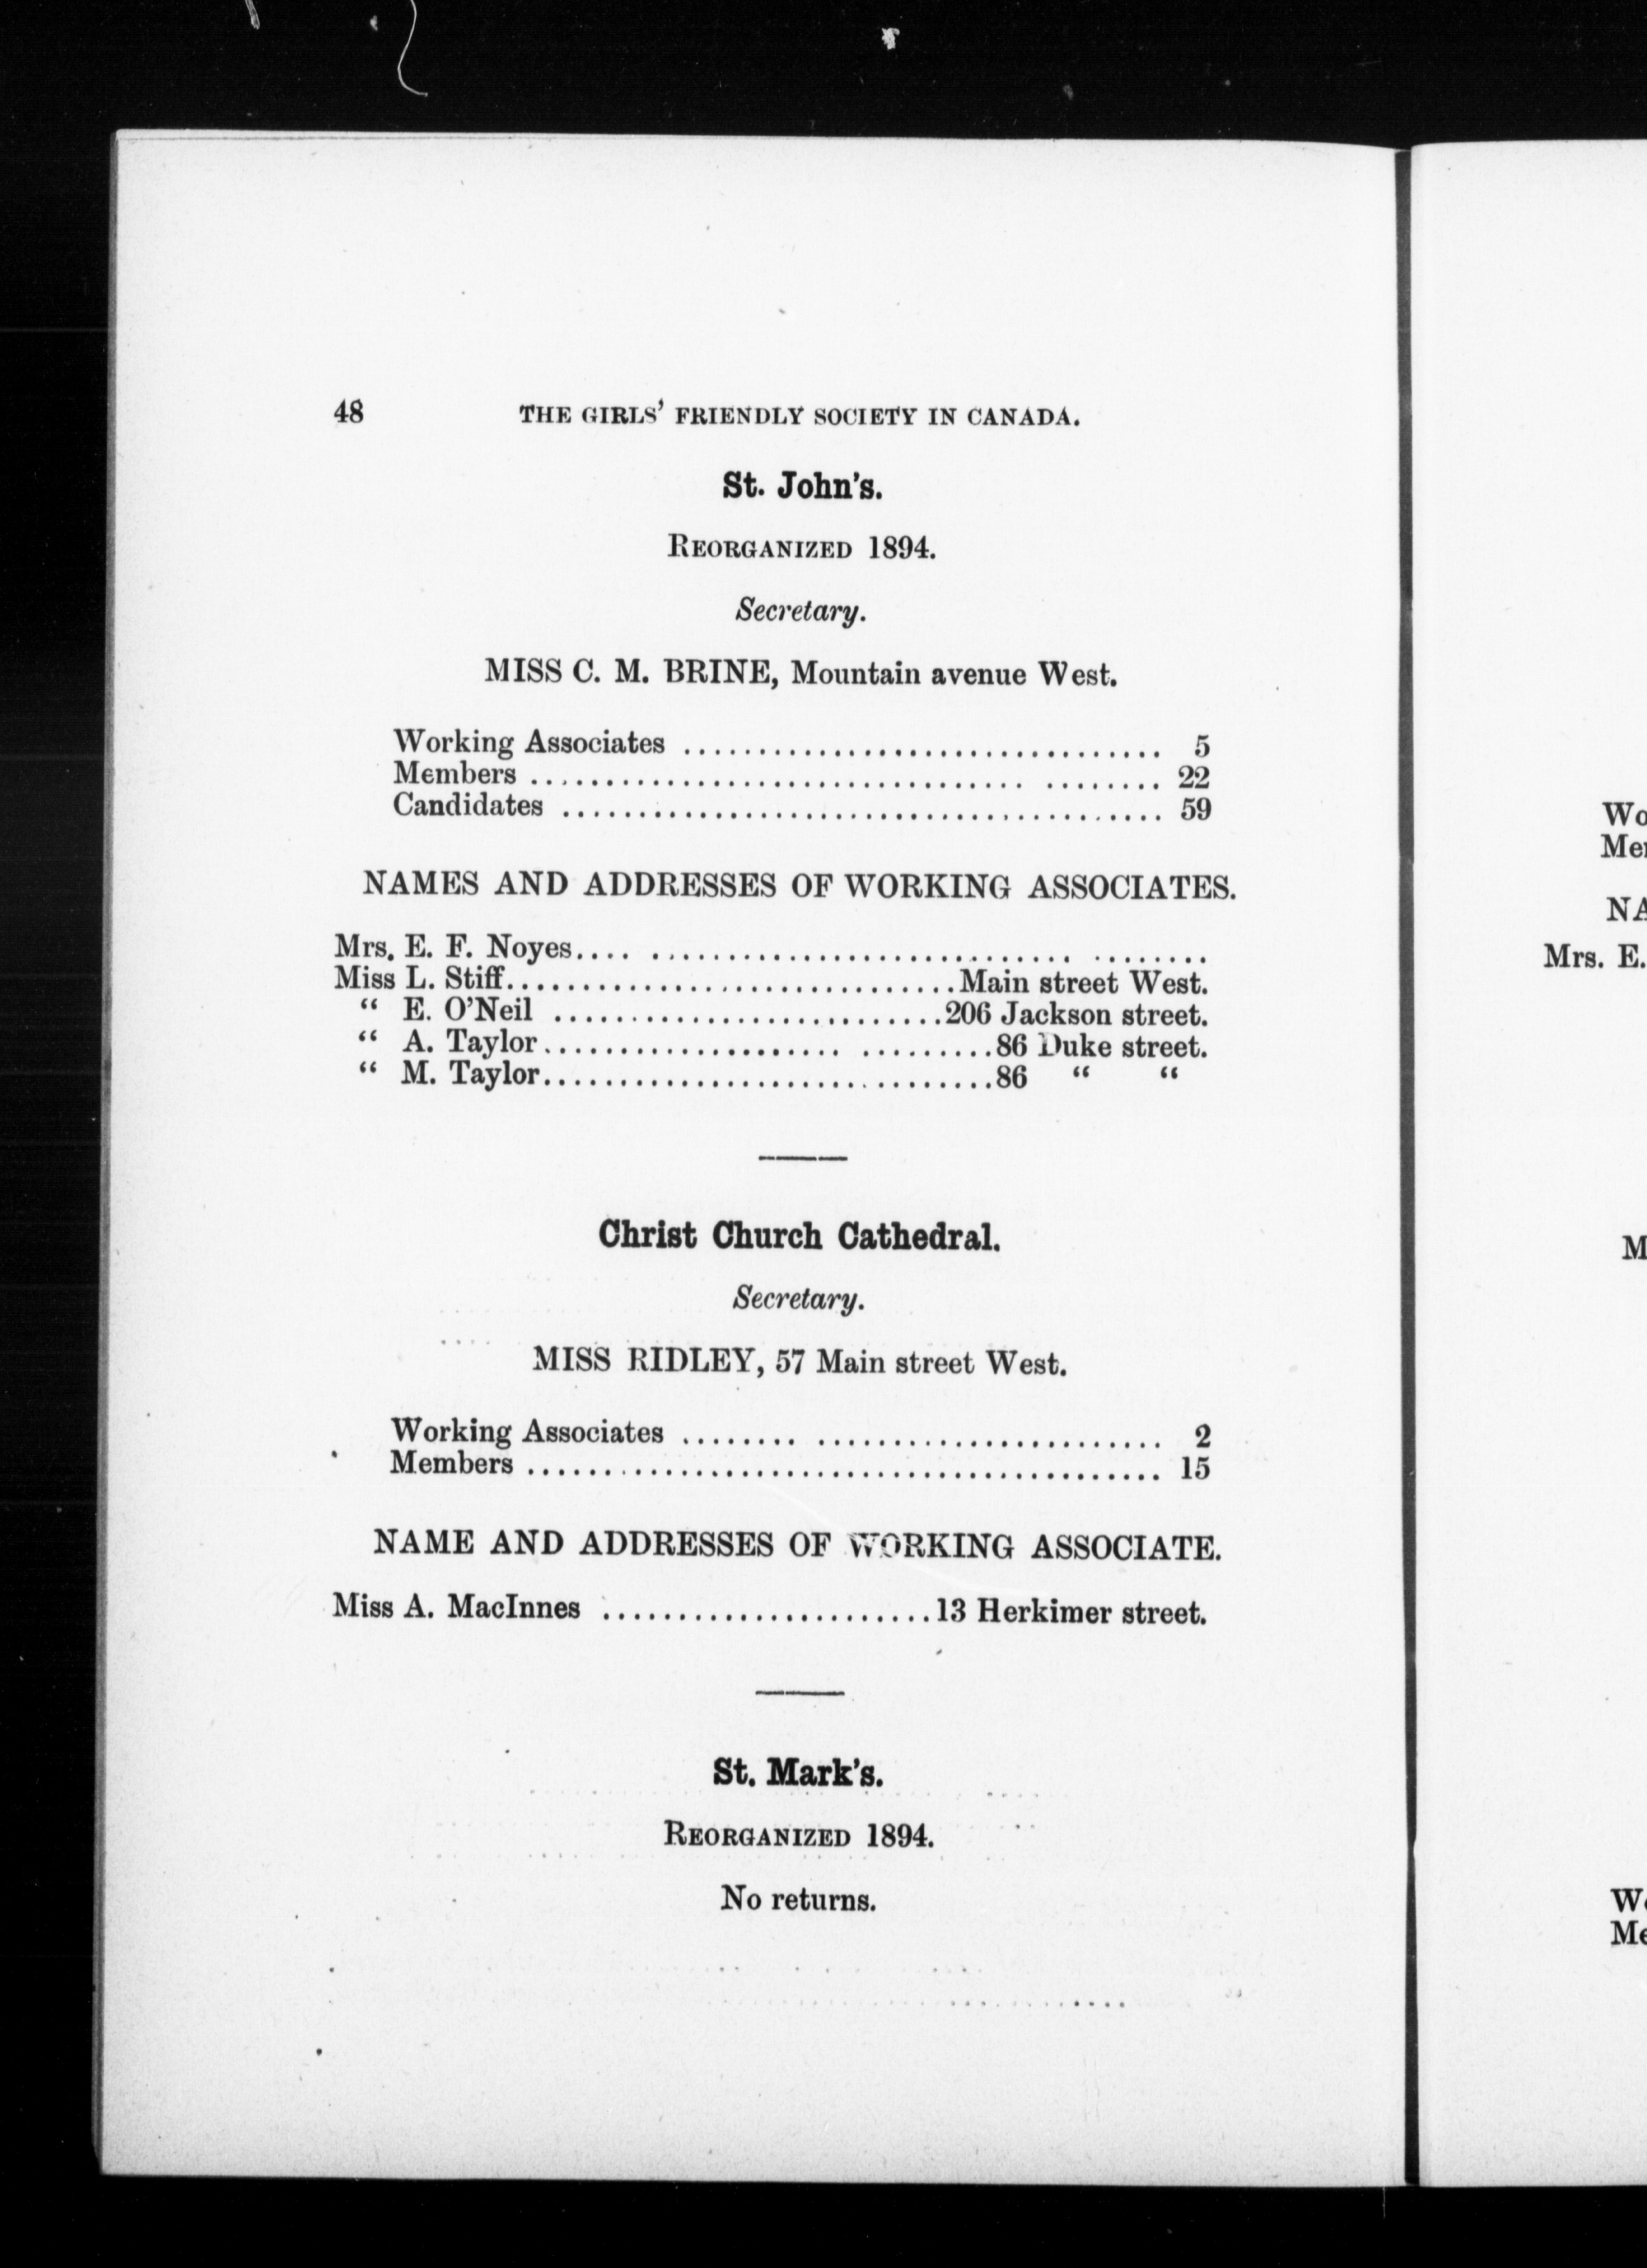 48 THE GIRLS' FRIENDLY SOCIETY IN CANADA.
St. John's.
REORGANIZED 1894.
Secretary.
MISS C. M. BRINE, Mountain avenue West.
Working Associates ................................ 5
Members ................................. ........ 22
Candidates ........................................ 59
NAMES AND ADDRESSES OF WORKING ASSOCIATES.
Mrs. E. F. Noyes.... ............................ ........
Miss L. Stiff..............................Main street West.
" E. O'Neil ..........................206 Jackson street.
" A. Taylor.................... .........86 Duke street.
" M. Taylor..............................86 " "
Christ Church Cathedral.
Secretary.
MISS RIDLEY, 57 Main street West.
Working Associates ........ ....................... 2
Members .......................................... 15
NAME AND ADDRESSES OF WORKING ASSOCIATE.
Miss A. MacInnes ......................13 Herkimer street.
St. Mark's.
REORGANIZED 1894.
No returns.
Mrs. E.